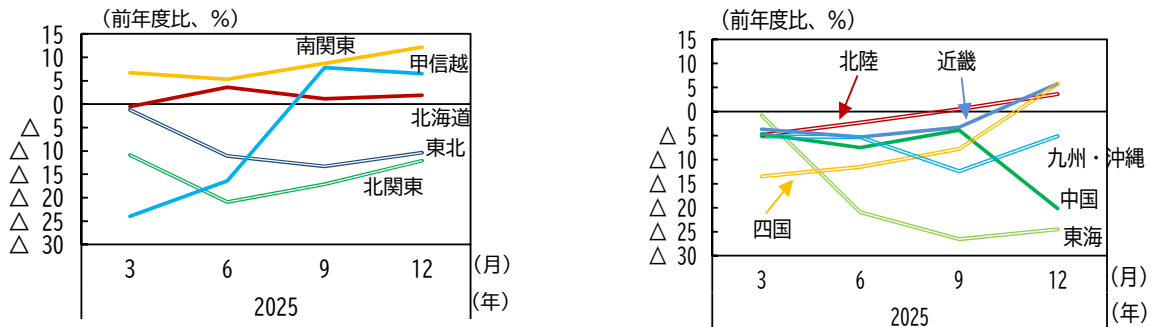 （前年度比、％）
15
10
5
0
△ 5
△ 10
△ 15
△ 20
△ 25
△ 30
南関東
甲信越
北海道
東北
北関東
3 6 9 12 （月）
2025 （年）
（前年度比、％）
15
10
5
0
△ 5
△ 10
△ 15
△ 20
△ 25
△ 30
北陸
近畿
九州・沖縄
中国
四国
東海
3 6 9 12 （月）
2025 （年）